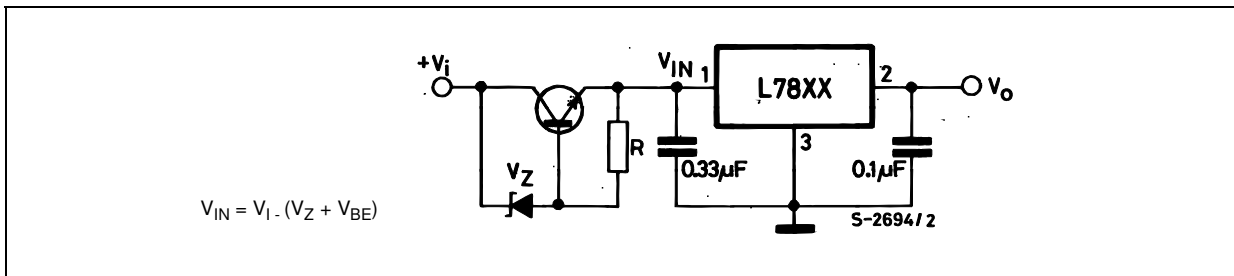 +Vi
VIN
1
L78XX
2
Vo
3
R
0.33µF
0.1µF
VZ
VIN = VI - (VZ + VBE)
S-2694/2